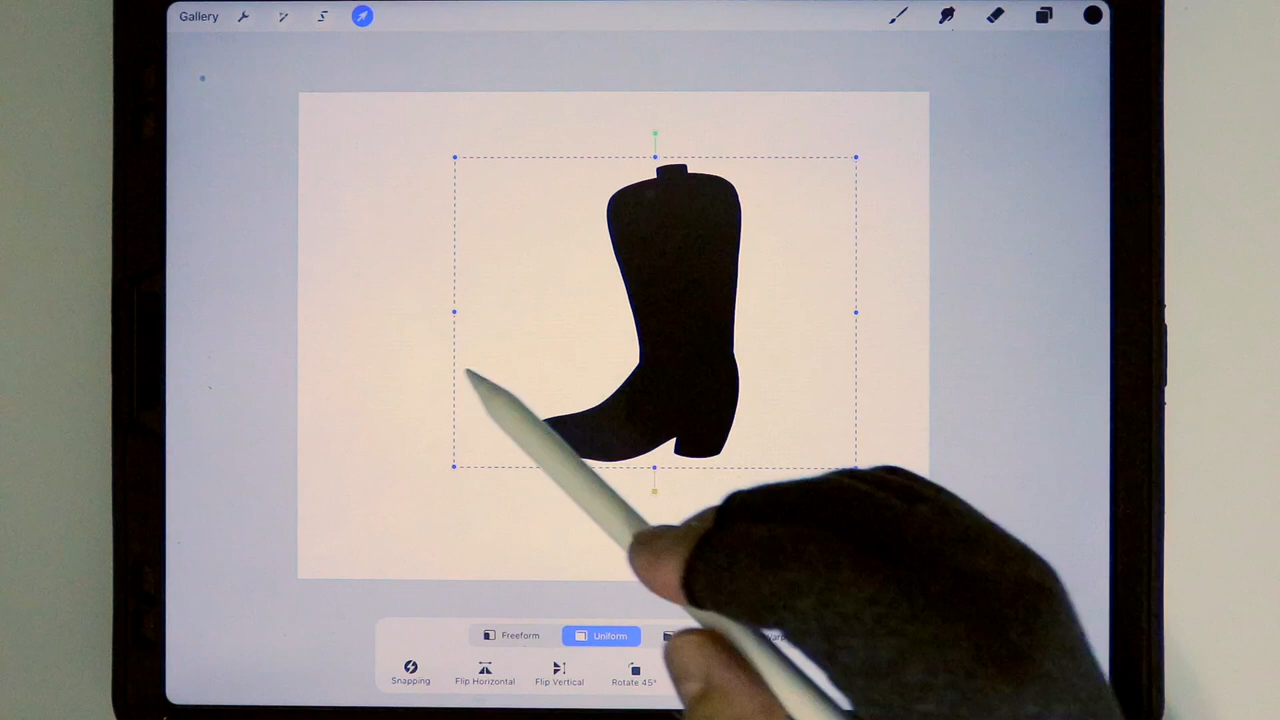 Gallery
Freeform
Uniform
Snapping
Flip Horizontal
Flip Vertical
Rotate 45°